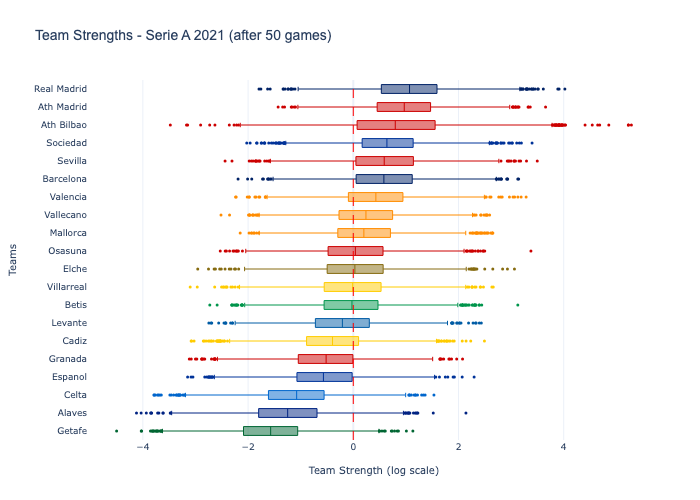 Team Strengths - Serie A 2021 (after 50 games)
Real Madrid
Ath Madrid
Ath Bilbao
Sociedad
Sevilla
Barcelona
Valencia
Vallecano
Mallorca
Osasuna
Elche
Villarreal
Betis
Levante
Cadiz
Granada
Espanol
Celta
Alaves
Getafe
Teams
−4 −2 0 2 4
Team Strength (log scale)